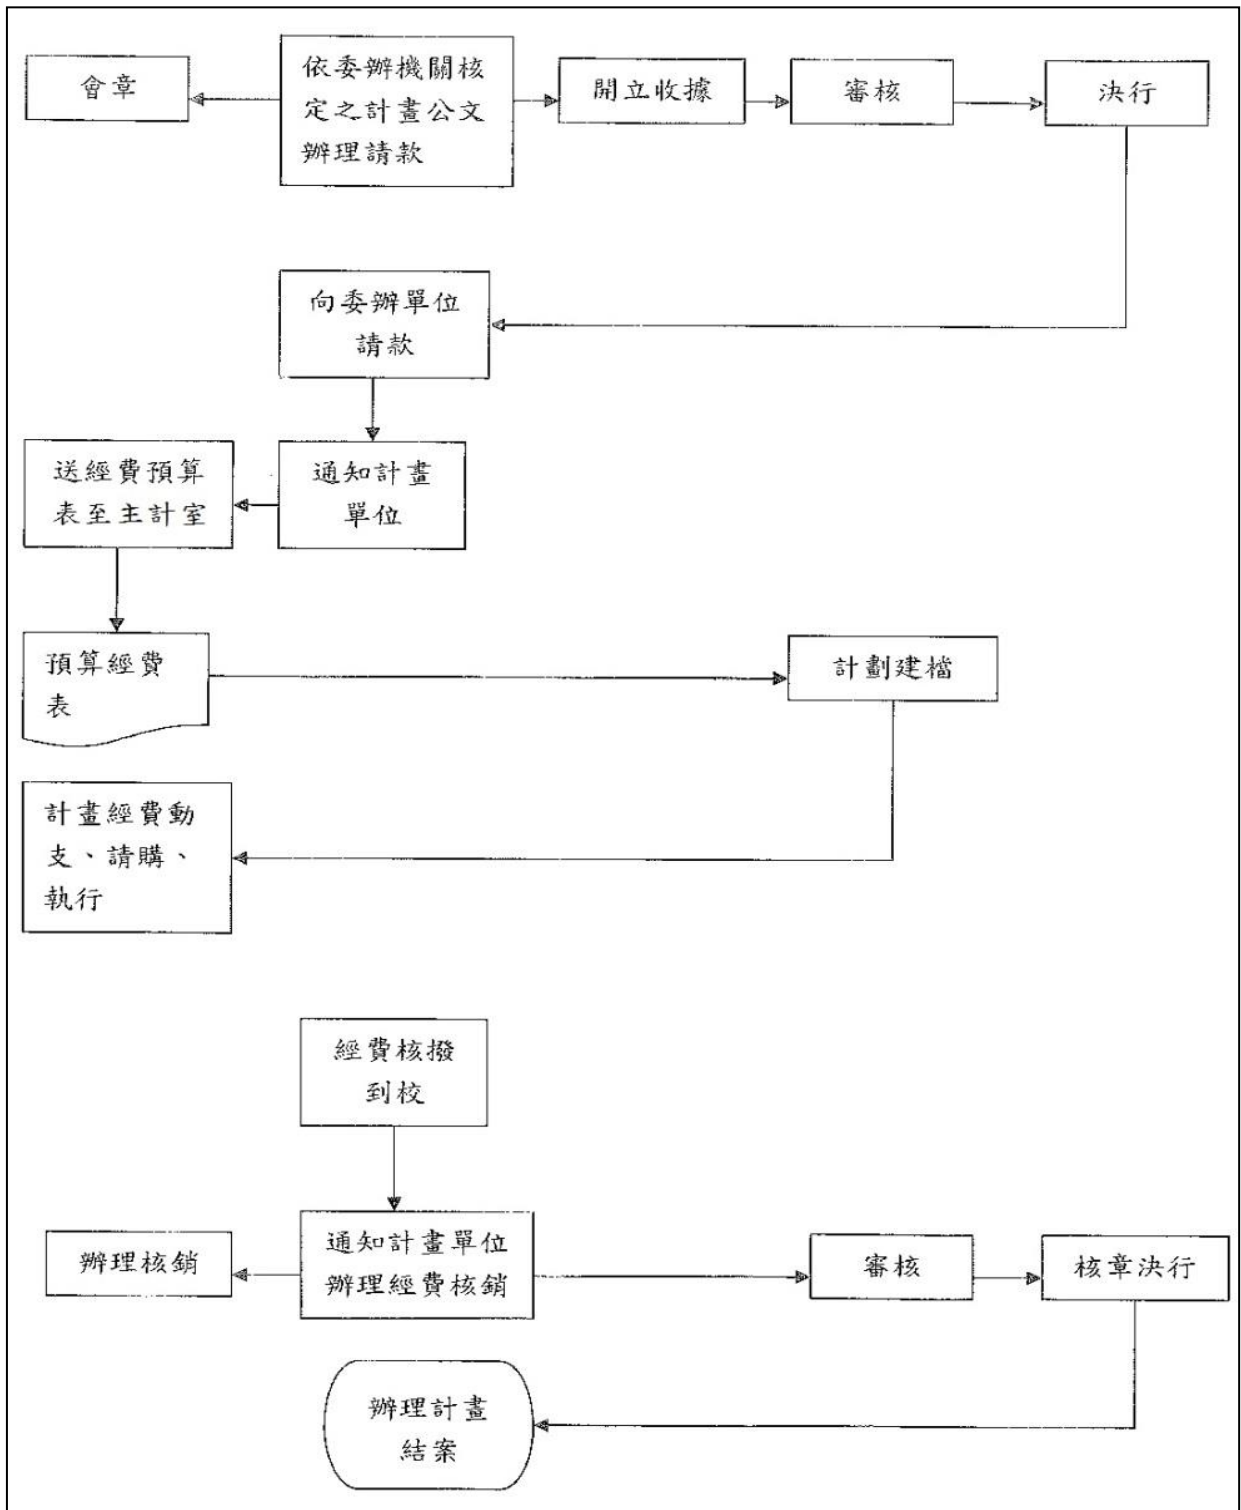 會章
依委辦機關核
定之計畫公文
辦理請款
開立收據
審核
決行
向委辦單位
請款
送經費預算
表至主計室
通知計畫
單位
預算經費
表
計劃建檔
計畫經費動
支、請購、
執行
經費核撥
到校
辦理核銷
通知計畫單位
辦理經費核銷
審核
核章決行
辦理計畫
結案